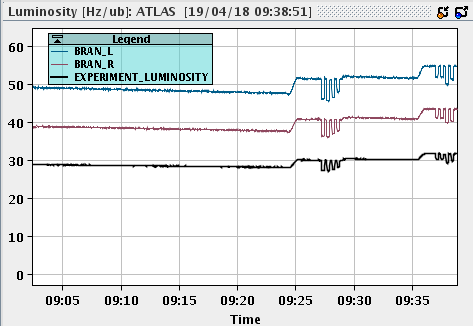 Luminosity [Hz/ub]: ATLAS [19/04/18 09:38:51]
Legend
BRAN_L
BRAN_R
EXPERIMENT_LUMINOSITY
60
50
40
30
20
10
0
09:05 09:10 09:15 09:20 09:25 09:30 09:35
Time